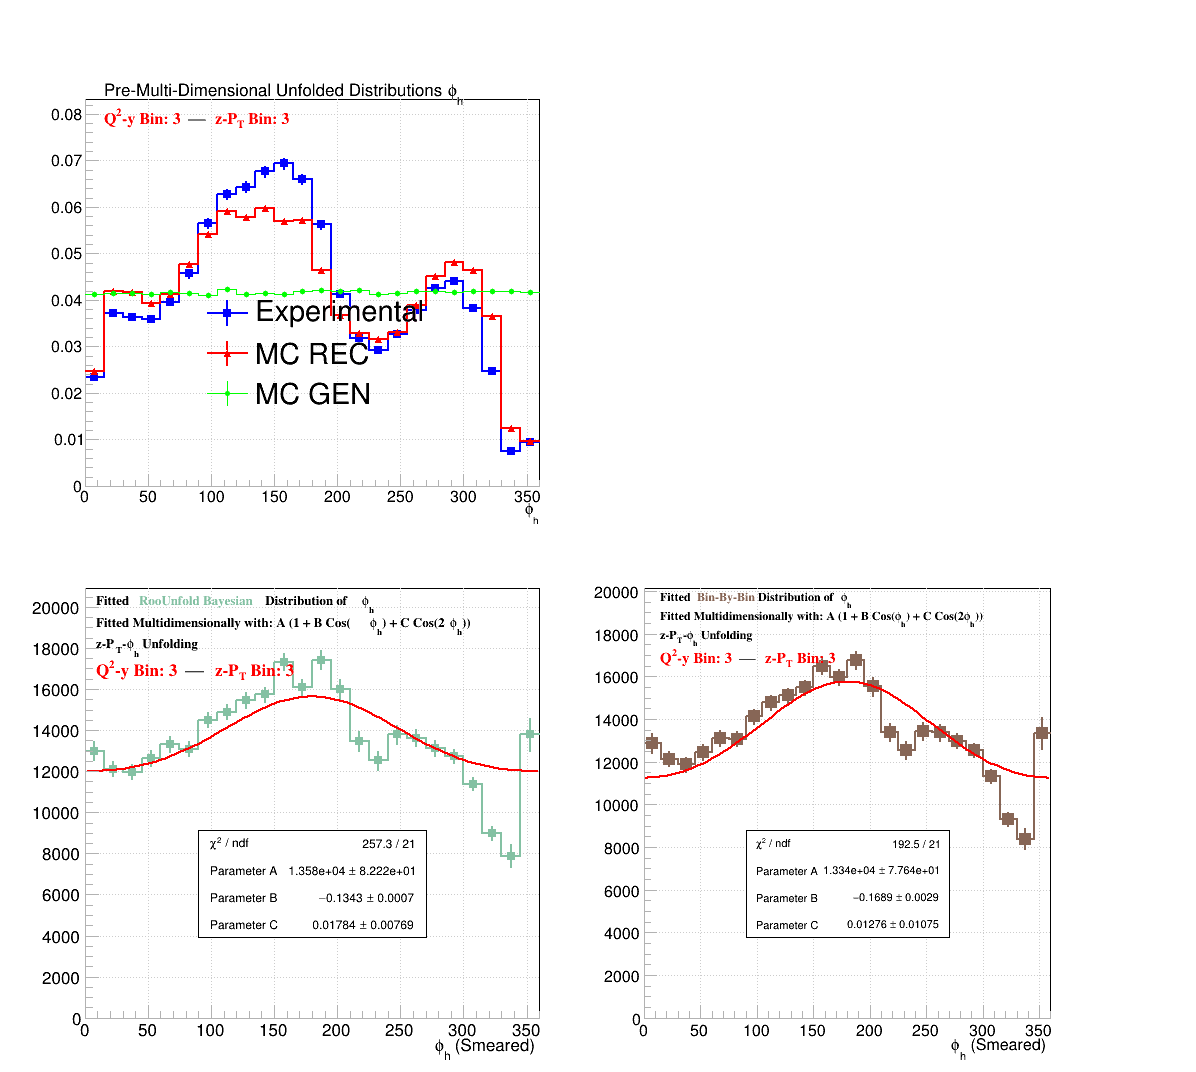 Pre-Multi-Dimensional Unfolded Distributions ϕh
Q2-y Bin: 3 — z-PT Bin: 3
0.08
0.07
0.06
0.05
0.04
0.03
0.02
0.01
0
Experimental
MC REC
MC GEN
0 50 100 150 200 250 300 350
ϕh
Fitted RooUnfold Bayesian Distribution of ϕh
Fitted Multidimensionally with: A (1 + B Cos( ϕh) + C Cos(2 ϕh))
z-PT-ϕh Unfolding
Q2-y Bin: 3 — z-PT Bin: 3
20000
18000
16000
14000
12000
10000
8000
6000
4000
2000
0
χ2 / ndf 257.3 / 21
Parameter A 1.358e+04 ± 8.222e+01
Parameter B −0.1343 ± 0.0007
Parameter C 0.01784 ± 0.00769
0 50 100 150 200 250 300 350
ϕh (Smeared)
Fitted Bin-By-Bin Distribution of ϕh
Fitted Multidimensionally with: A (1 + B Cos(ϕh) + C Cos(2ϕh))
z-PT-ϕh Unfolding
Q2-y Bin: 3 — z-PT Bin: 3
20000
18000
16000
14000
12000
10000
8000
6000
4000
2000
0
χ2 / ndf 192.5 / 21
Parameter A 1.334e+04 ± 7.764e+01
Parameter B −0.1689 ± 0.0029
Parameter C 0.01276 ± 0.01075
0 50 100 150 200 250 300 350
ϕh (Smeared)